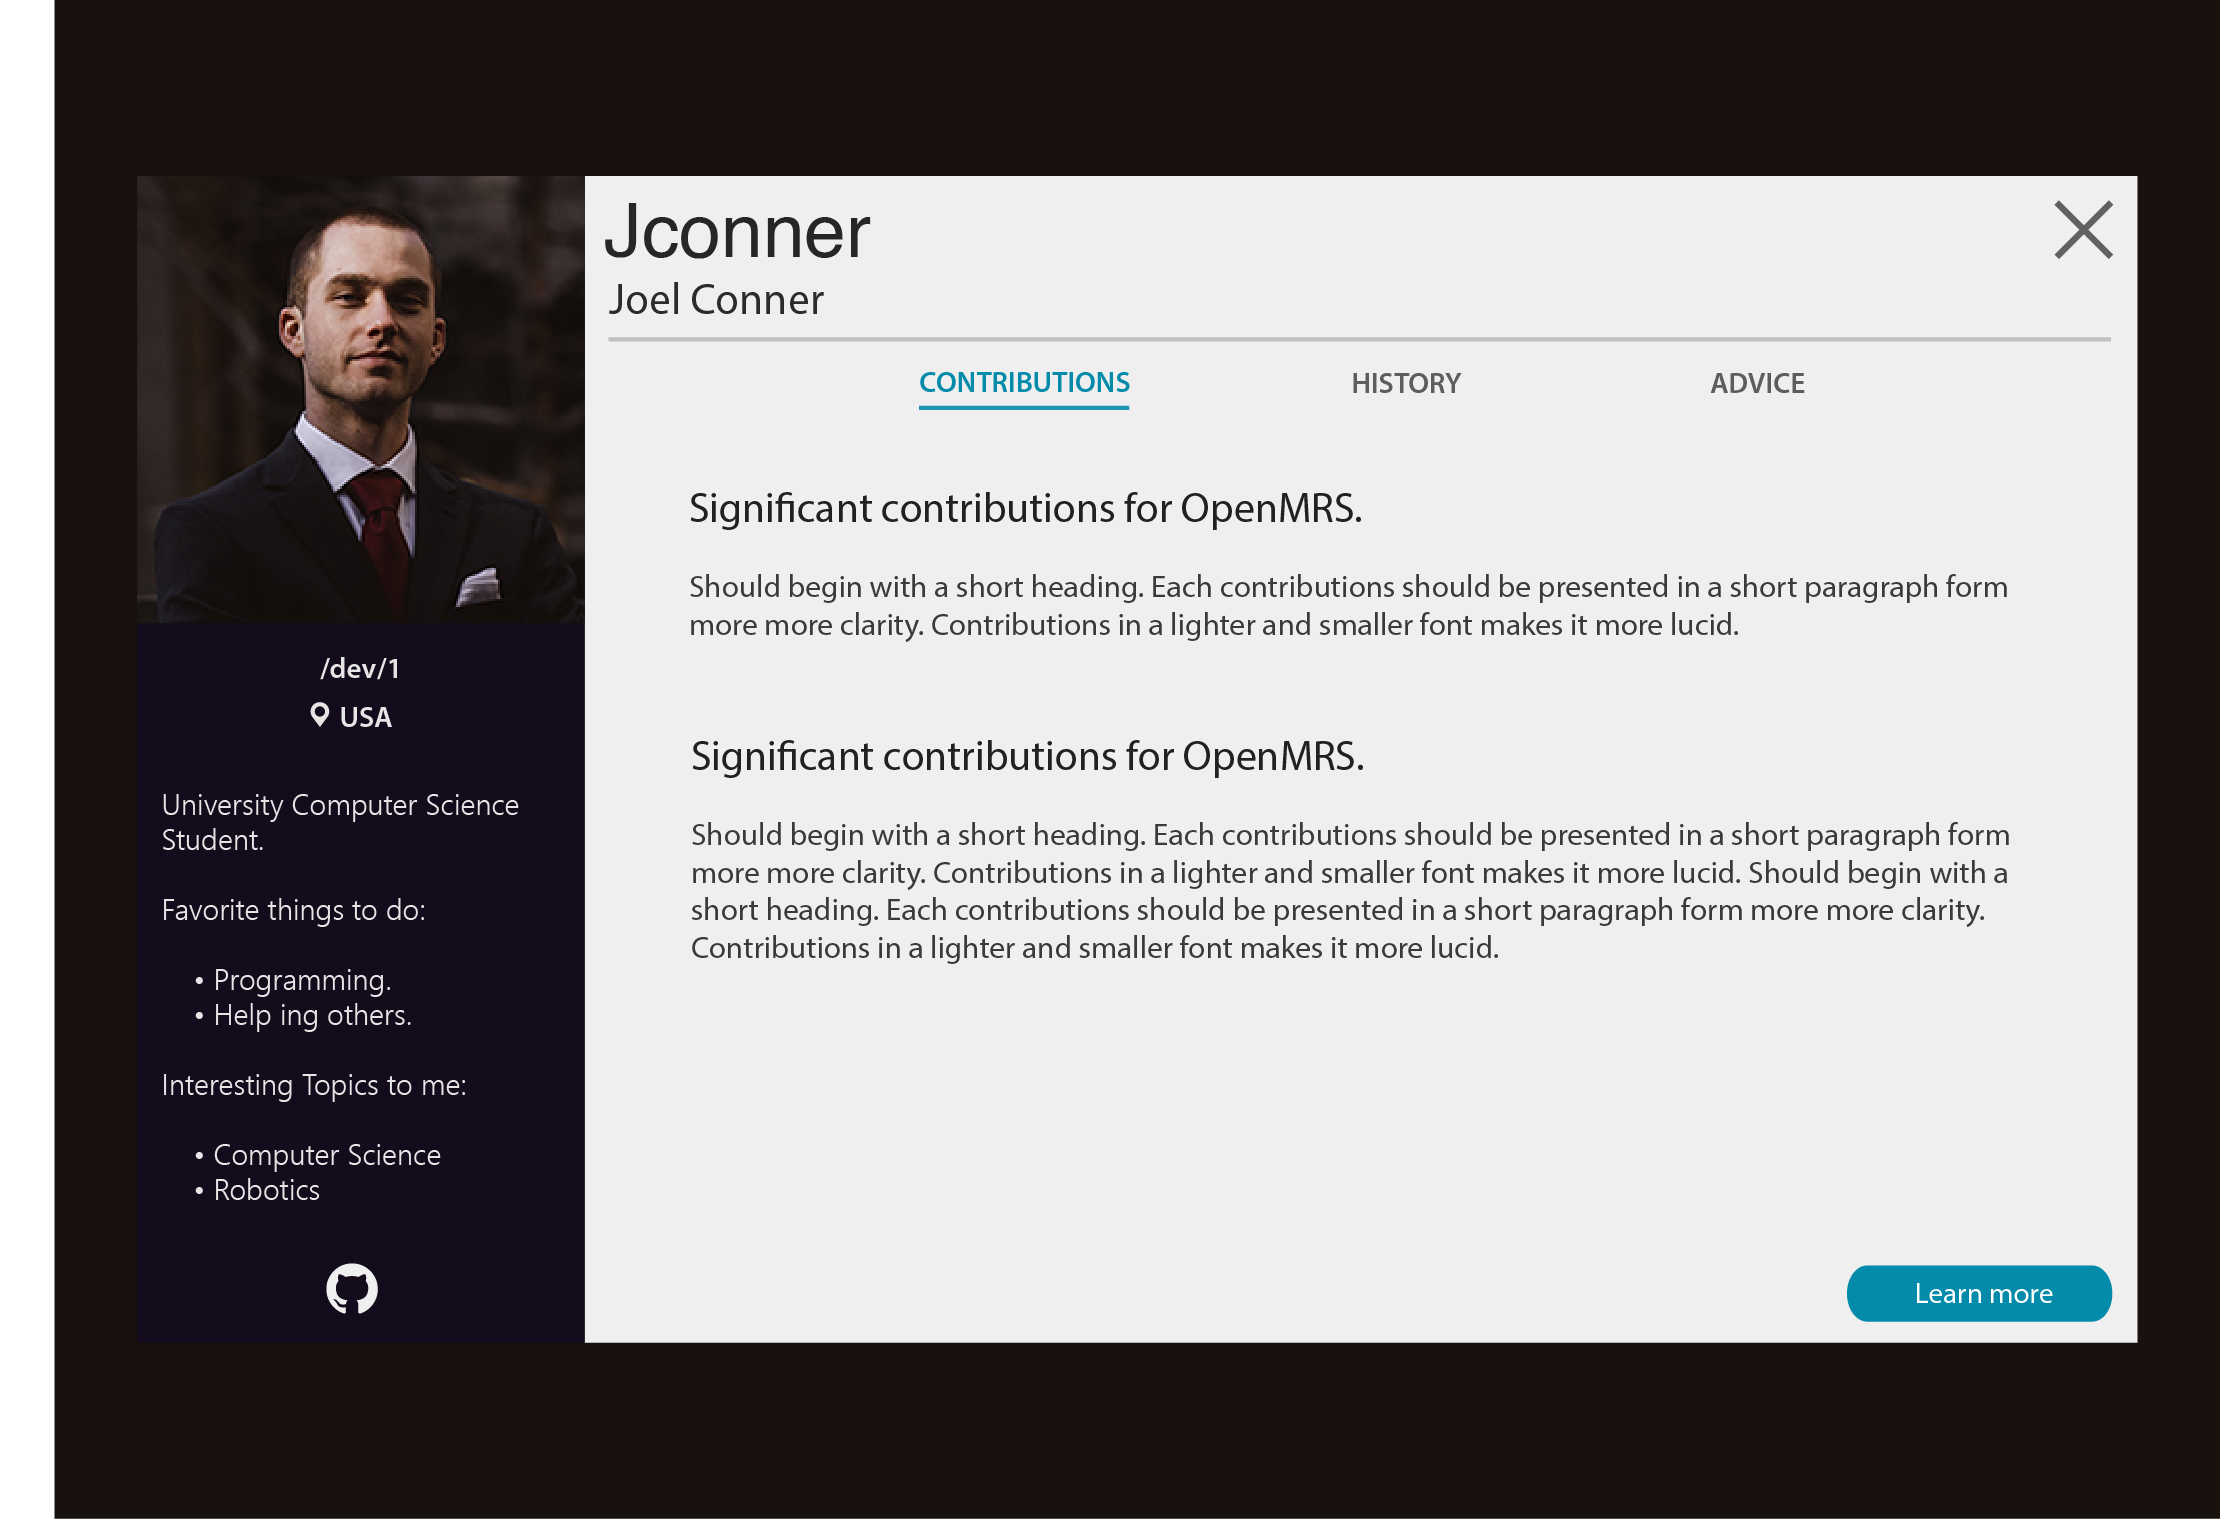 Jconner
Joel Conner
CONTRIBUTIONS
HISTORY
ADVICE
/dev/1
USA
University Computer Science
Student.
Favorite things to do:
• Programming.
• Help ing others.
Interesting Topics to me:
• Computer Science
• Robotics
Significant contributions for OpenMRS.
Should begin with a short heading. Each contributions should be presented in a short paragraph form
more more clarity. Contributions in a lighter and smaller font makes it more lucid.
Significant contributions for OpenMRS.
Should begin with a short heading. Each contributions should be presented in a short paragraph form
more more clarity. Contributions in a lighter and smaller font makes it more lucid. Should begin with a
short heading. Each contributions should be presented in a short paragraph form more more clarity.
Contributions in a lighter and smaller font makes it more lucid.
Learn more